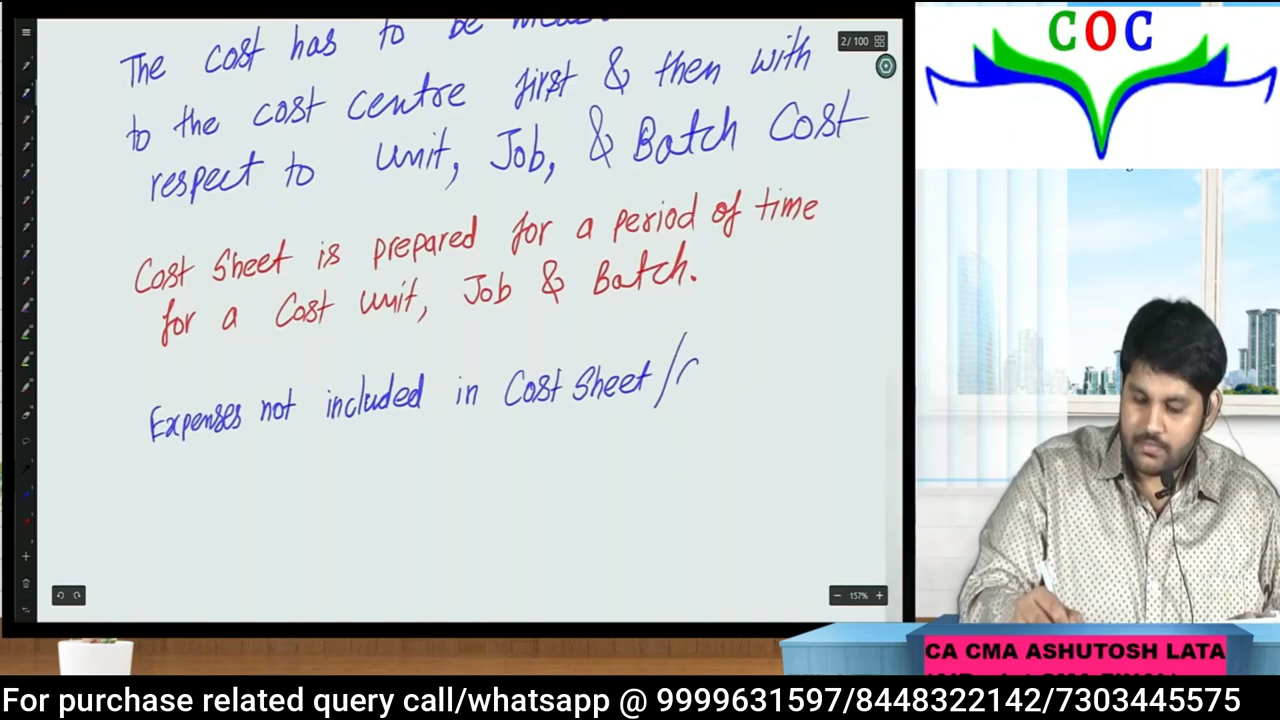 The cost has to be
to the cost centre first & then with
respect to Unit, Job, & Batch Cost
Cost Sheet is prepared for a period of time
for a Cost Unit, Job & Batch.
Expenses not included in Cost Sheet /
2 / 100
157%
COC
CA CMA ASHUTOSH LATA
For purchase related query call/whatsapp @ 9999631597/8448322142/7303445575